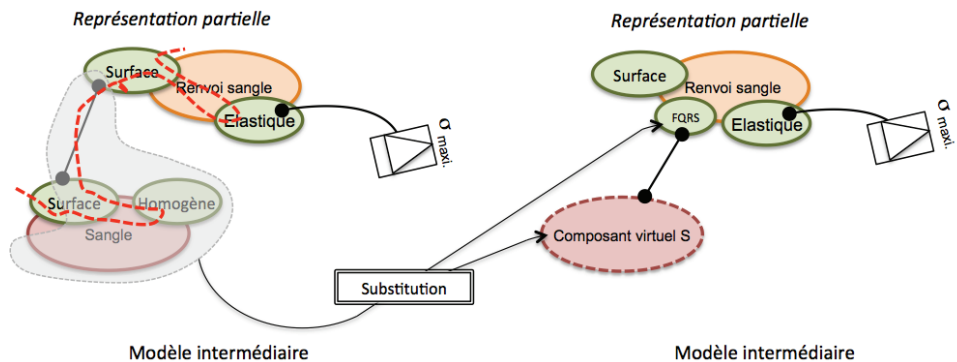 Représentation partielle
Représentation partielle
Surface
Renvoi sangle
Elastique
σ maxi.
Surface
Homogène
Sangle
Surface
Renvoi sangle
FQRS
Elastique
σ maxi.
Composant virtuel S
Substitution
Modèle intermédiaire
Modèle intermédiaire